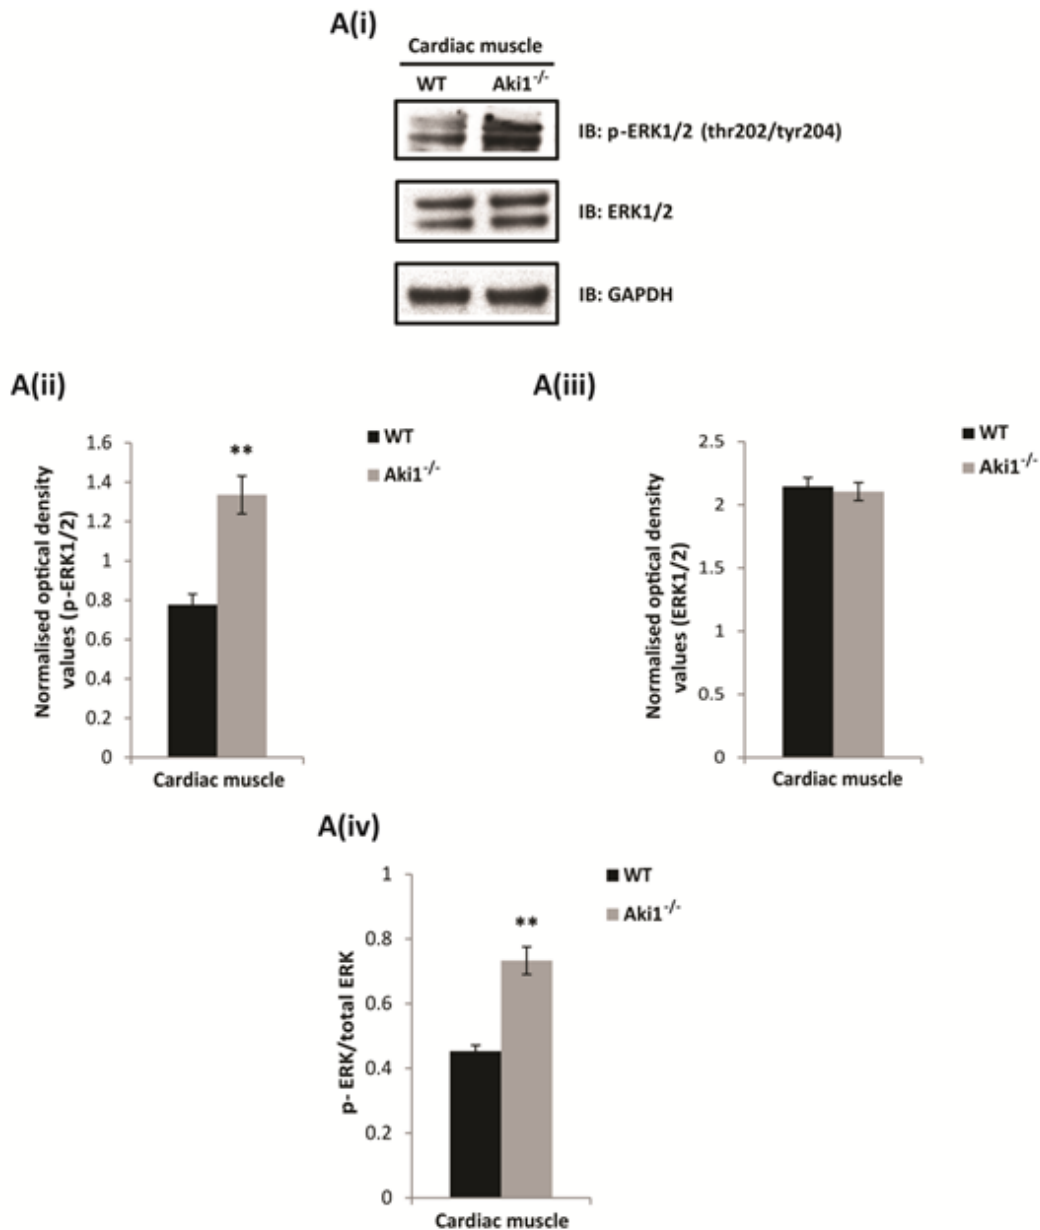 A(i)
Cardiac muscle
WT Aki1-/-
IB: p-ERK1/2 (thr202/tyr204)
IB: ERK1/2
IB: GAPDH
A(ii)
Normalised optical density
values (p-ERK1/2)
1.6
1.4
1.2
1
0.8
0.6
0.4
0.2
0
**
Cardiac muscle
WT
Aki1-/-
A(iii)
Normalised optical density
values (ERK1/2)
2.5
2
1.5
1
0.5
0
Cardiac muscle
WT
Aki1-/-
A(iv)
p- ERK/total ERK
1
0.8
0.6
0.4
0.2
0
**
Cardiac muscle
WT
Aki1-/-